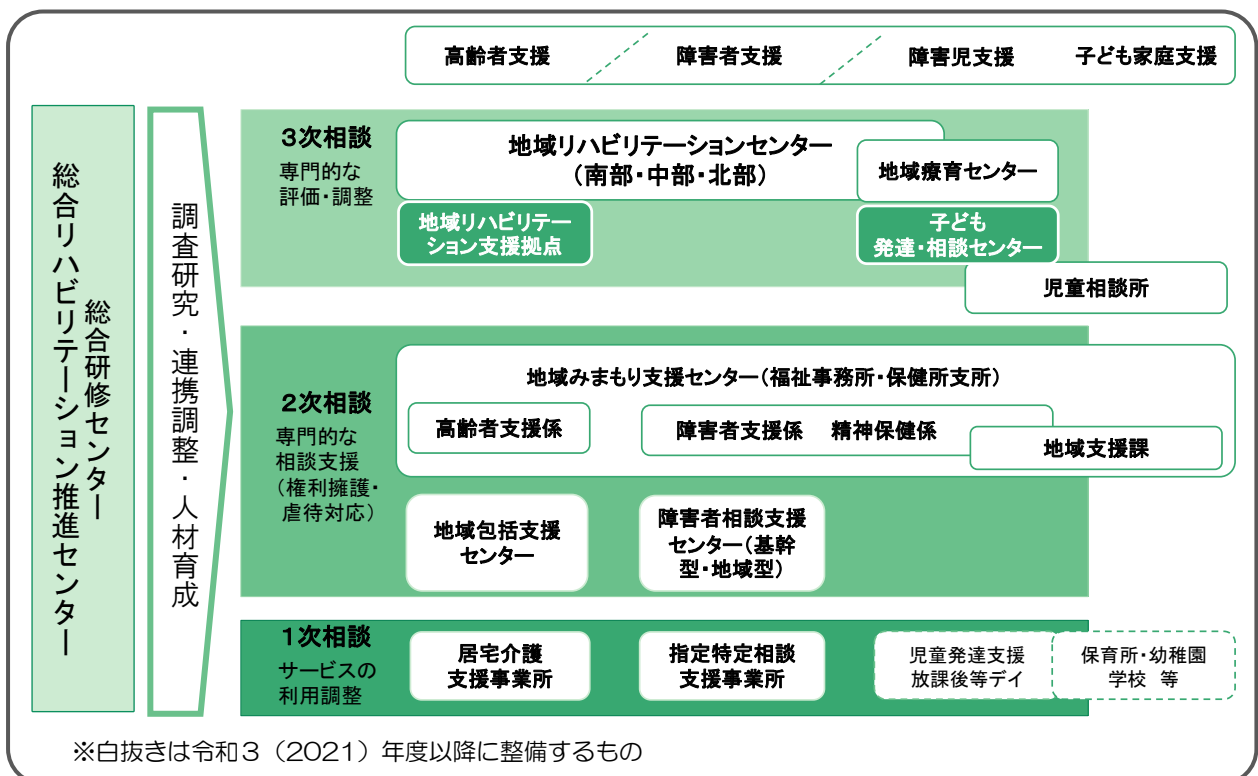 高齢者支援
障害者支援
障害児支援
子ども家庭支援
総合リハビリテーション推進センター
総合研修センター
調査研究・連携調整・人材育成
3次相談
専門的な
評価・調整
地域リハビリテーションセンター
（南部・中部・北部）
地域療育センター
地域リハビリテー
ション支援拠点
子ども
発達・相談センター
児童相談所
2次相談
専門的な
相談支援
（権利擁護・
虐待対応）
地域みまもり支援センター（福祉事務所・保健所支所）
高齢者支援係
障害者支援係　精神保健係
地域支援課
地域包括支援
センター
障害者相談支援
センター（基幹
型・地域型）
1次相談
サービスの
利用調整
居宅介護
支援事業所
指定特定相談
支援事業所
児童発達支援
放課後等デイ
保育所・幼稚園
学校　等
※白抜きは令和3（2021）年度以降に整備するもの